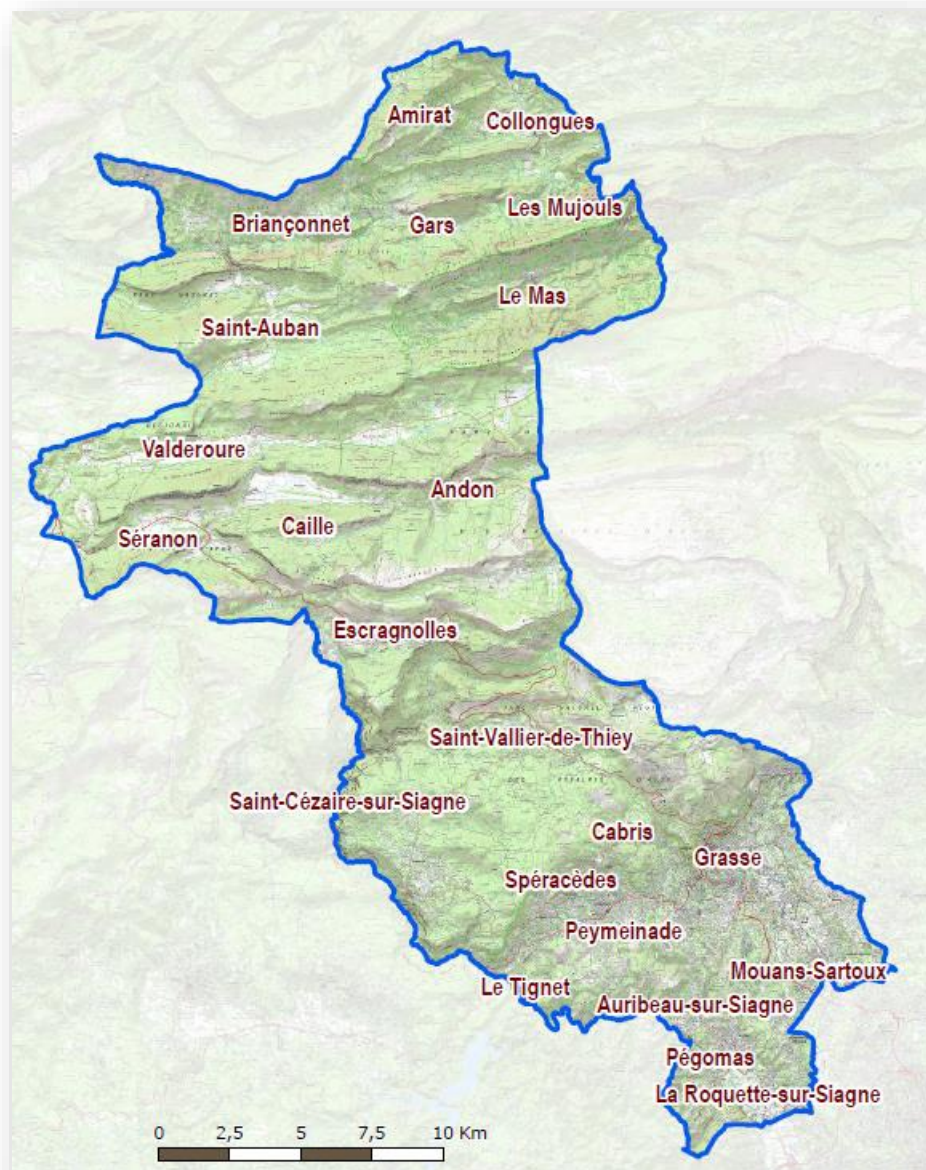 Amirat
Collongues
Les Mujouls
Briançonnet
Gars
Le Mas
Saint-Auban
Valderoure
Andon
Caille
Séranon
Escragnolles
Saint-Vallier-de-Thiey
Saint-Cézaire-sur-Siagne
Cabris
Grasse
Spéracèdes
Peymeinade
Mouans-Sartoux
Le Tignet
Auribeau-sur-Siagne
Pégomas
La Roquette-sur-Siagne
0 2,5 5 7,5 10 Km